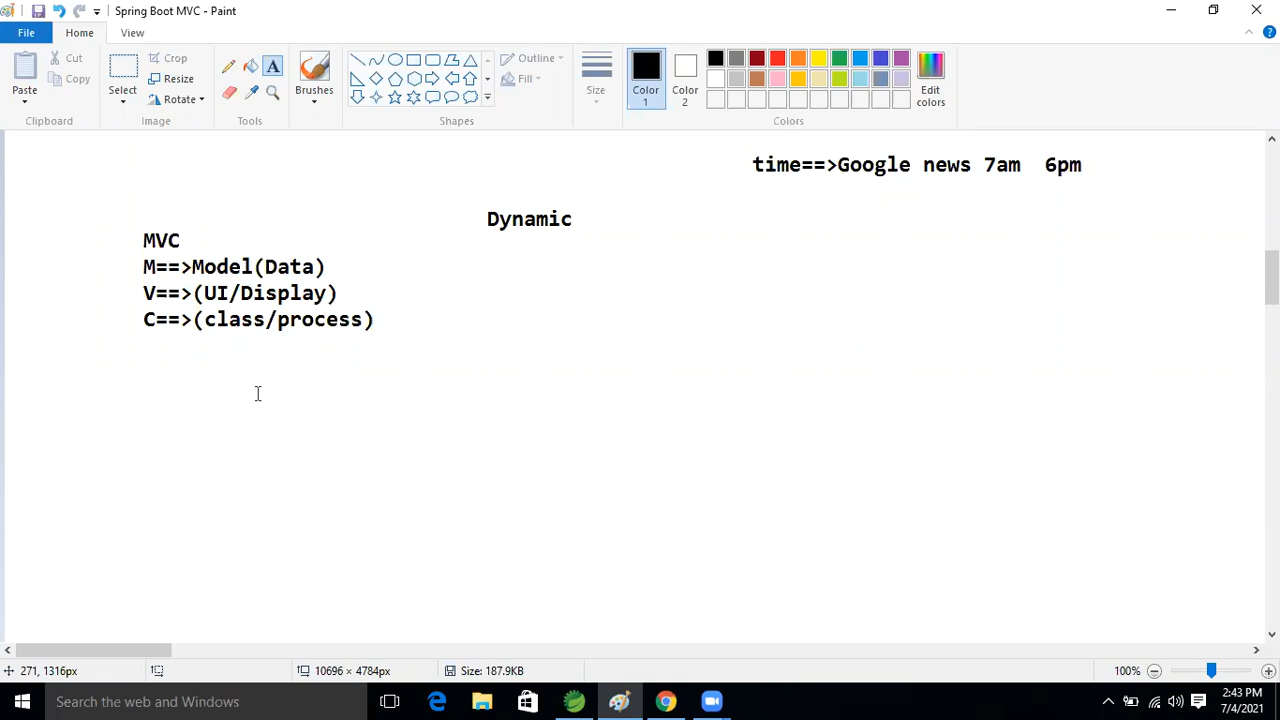 Spring Boot MVC - Paint
File
Home
View
Paste
Cut
Copy
Clipboard
Select
Crop
Resize
Rotate
Image
A
Tools
Brushes
Outline
Fill
Shapes
Size
Color
1
Color
2
Edit
colors
Colors
time==>Google news 7am 6pm
Dynamic
MVC
M==>Model(Data)
V==>(UI/Display)
C==>(class/process)
271, 1316px
10696 × 4784px
Size: 187.9KB
100%
Search the web and Windows
2:43 PM
7/4/2021